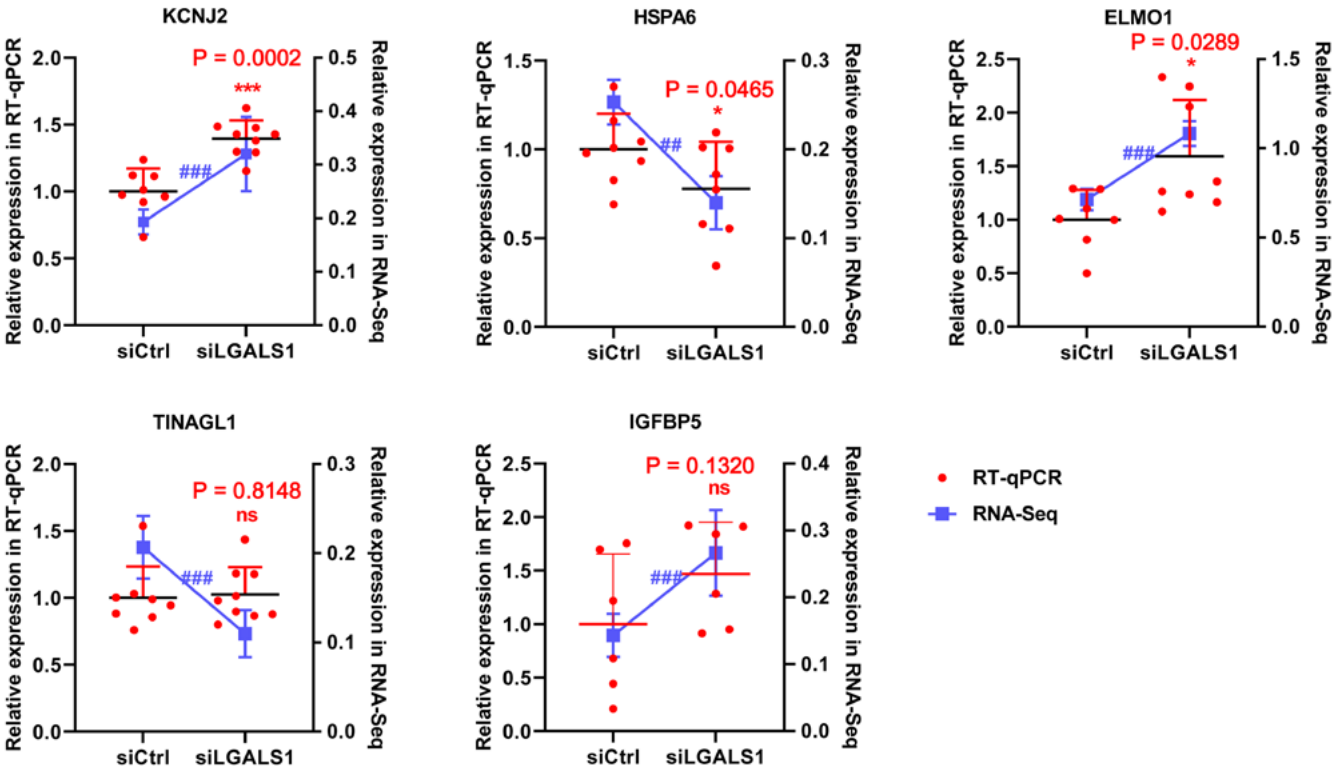 KCNJ2
Relative expression in RT-qPCR
2.0
1.5
1.0
0.5
0.0
P = 0.0002
***
###
0.5
0.4
0.3
0.2
0.1
0.0
Relative expression in RNA-Seq
siCtrl siLGALS1
HSPA6
Relative expression in RT-qPCR
1.5
1.0
0.5
0.0
P = 0.0465
*
##
0.3
0.2
0.1
0.0
Relative expression in RNA-Seq
siCtrl siLGALS1
ELMO1
Relative expression in RT-qPCR
2.5
2.0
1.5
1.0
0.5
0.0
P = 0.0289
*
###
1.5
1.0
0.5
0.0
Relative expression in RNA-Seq
siCtrl siLGALS1
TINAGL1
Relative expression in RT-qPCR
2.0
1.5
1.0
0.5
0.0
P = 0.8148
ns
###
0.3
0.2
0.1
0.0
Relative expression in RNA-Seq
siCtrl siLGALS1
IGFBP5
Relative expression in RT-qPCR
2.5
2.0
1.5
1.0
0.5
0.0
P = 0.1320
ns
###
0.4
0.3
0.2
0.1
0.0
Relative expression in RNA-Seq
siCtrl siLGALS1
RT-qPCR
RNA-Seq